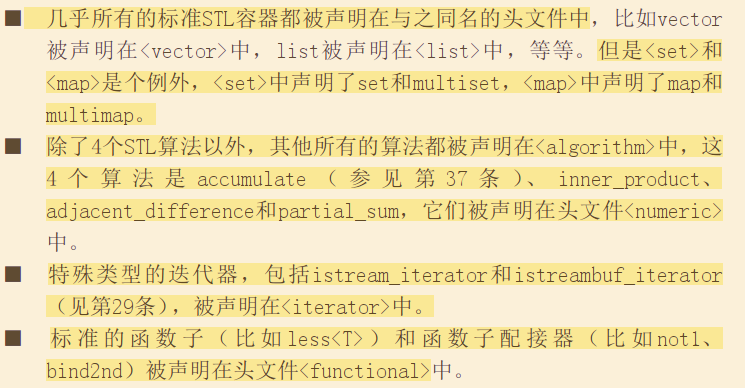 ■ 几乎所有的标准STL容器都被声明在与之同名的头文件中，比如vector
被声明在<vector>中，list被声明在<list>中，等等。但是<set>和
<map>是个例外，<set>中声明了set和multiset，<map>中声明了map和
multimap。
■ 除了4个STL算法以外，其他所有的算法都被声明在<algorithm>中，这
4个算法是accumulate（参见第37条）、inner_product、
adjacent_difference和partial_sum，它们被声明在头文件<numeric>
中。
■ 特殊类型的迭代器，包括istream_iterator和istreambuf_iterator
（见第29条），被声明在<iterator>中。
■ 标准的函数子（比如less<T>）和函数子配接器（比如not1、
bind2nd）被声明在头文件<functional>中。